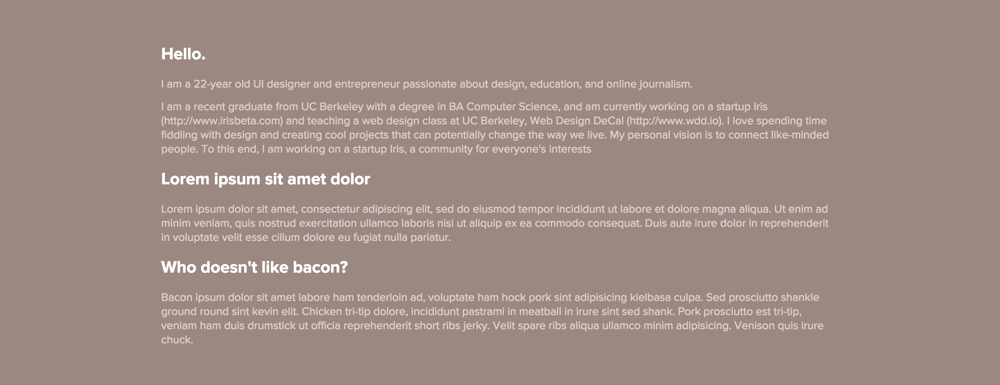 Hello.
I am a 22-year old UI designer and entrepreneur passionate about design, education, and online journalism.
I am a recent graduate from UC Berkeley with a degree in BA Computer Science, and am currently working on a startup Iris
(http://www.irisbeta.com) and teaching a web design class at UC Berkeley, Web Design DeCal (http://www.wdd.io). I love spending time
fiddling with design and creating cool projects that can potentially change the way we live. My personal vision is to connect like-minded
people. To this end, I am working on a startup Iris, a community for everyone's interests
Lorem ipsum sit amet dolor
Lorem ipsum dolor sit amet, consectetur adipiscing elit, sed do eiusmod tempor incididunt ut labore et dolore magna aliqua. Ut enim ad
minim veniam, quis nostrud exercitation ullamco laboris nisi ut aliquip ex ea commodo consequat. Duis aute irure dolor in reprehenderit
in voluptate velit esse cillum dolore eu fugiat nulla pariatur.
Who doesn't like bacon?
Bacon ipsum dolor sit amet labore ham tenderloin ad, voluptate ham hock pork sint adipisicing kielbasa culpa. Sed prosciutto shankle
ground round sint kevin elit. Chicken tri-tip dolore, incididunt pastrami in meatball in irure sint sed shank. Pork prosciutto est tri-tip,
veniam ham duis drumstick ut officia reprehenderit short ribs jerky. Velit spare ribs aliqua ullamco minim adipisicing. Venison quis irure
chuck.